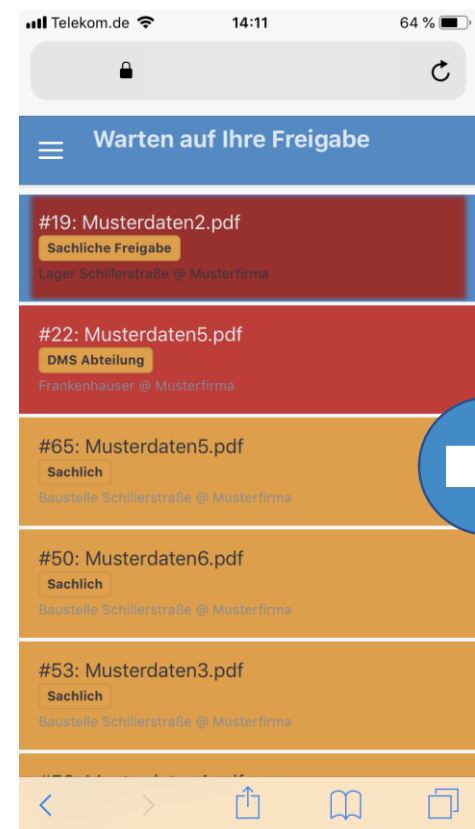 Telekom.de 14:11 64 %
Warten auf Ihre Freigabe
#19: Musterdaten2.pdf
Sachliche Freigabe
Lager Schillerstraße @ Musterfirma
#22: Musterdaten5.pdf
DMS Abteilung
Frankenhauser @ Musterfirma
#65: Musterdaten5.pdf
Sachlich
Baustelle Schillerstraße @ Musterfirma
#50: Musterdaten6.pdf
Sachlich
Baustelle Schillerstraße @ Musterfirma
#53: Musterdaten3.pdf
Sachlich
Baustelle Schillerstraße @ Musterfirma